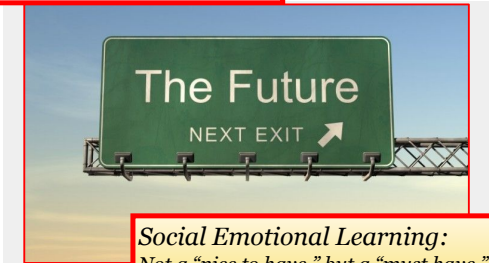 The Future
NEXT EXIT
Social Emotional Learning:
Not a “nice to have,” but a “must have”